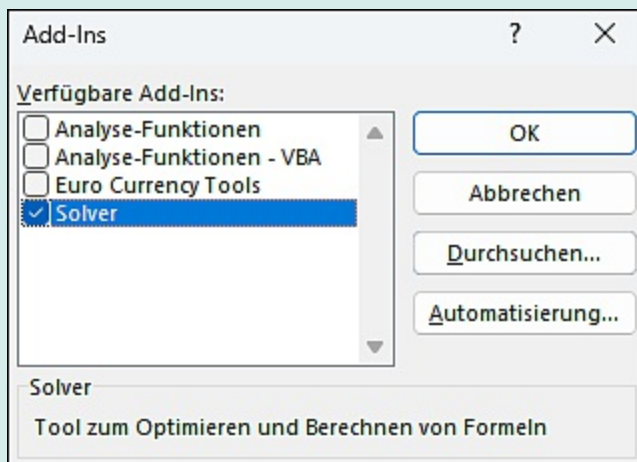 Add-Ins ?
Verfügbare Add-Ins:
Analyse-Funktionen
Analyse-Funktionen - VBA
Euro Currency Tools
Solver
OK
Abbrechen
Durchsuchen...
Automatisierung...
Solver
Tool zum Optimieren und Berechnen von Formeln